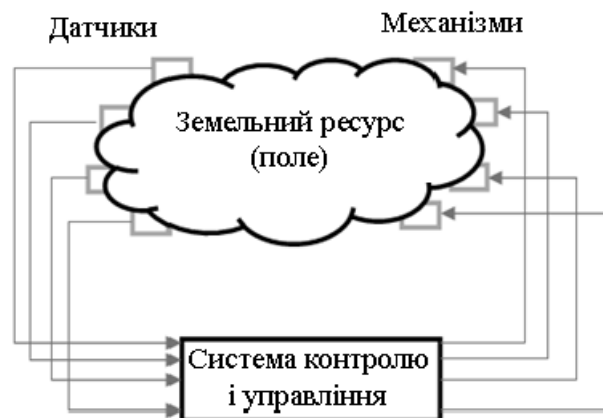 Датчики
Механізми
Земельний ресурс
(поле)
Система контролю
і управління